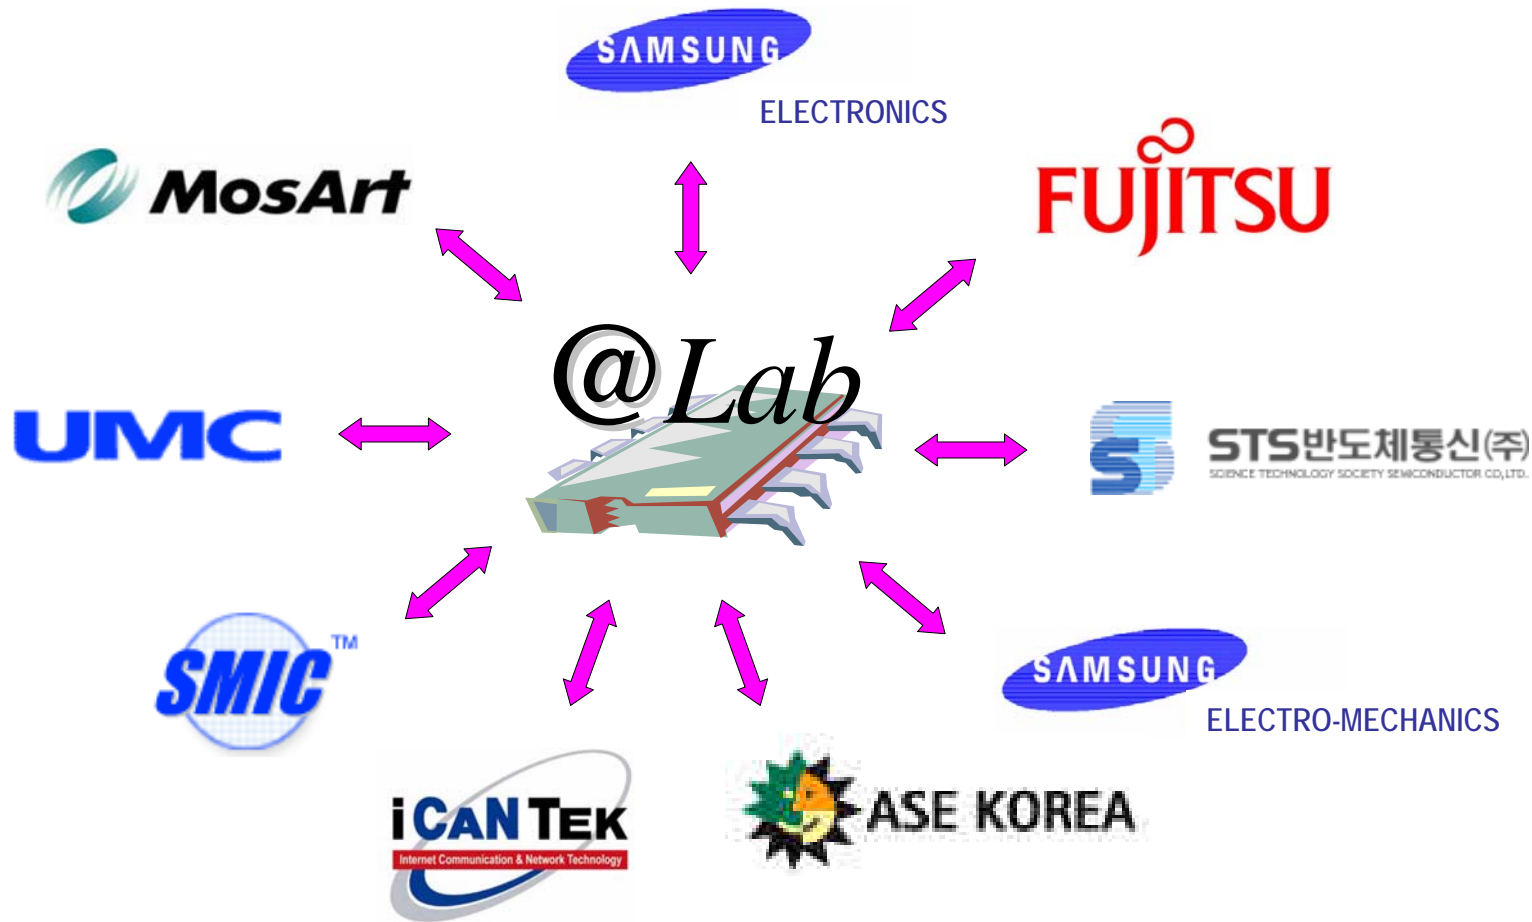 SAMSUNG
ELECTRONICS
MosArt
FUJITSU
@Lab
UMC
STS반도체통신(주)
SCIENCE TECHNOLOGY SOCIETY SEMICONDUCTOR CO.,LTD.
SMIC TM
SAMSUNG
ELECTRO-MECHANICS
iCANTEK
Internet Communication & Network Technology
ASE KOREA